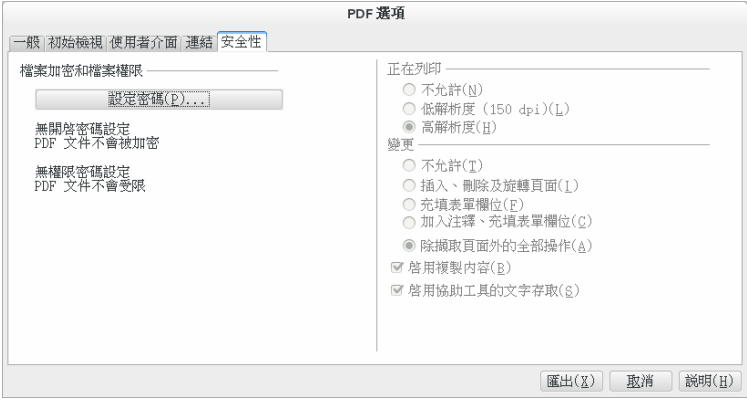 PDF 選項
一般 初始檢視 使用者介面 連結 安全性
檔案加密和檔案權限
設定密碼(P)...
無開啓密碼設定
PDF 文件不會被加密
無權限密碼設定
PDF 文件不會受限
正在列印
不允許(N)
低解析度 (150 dpi)(L)
高解析度(H)
變更
不允許(T)
插入、刪除及旋轉頁面(I)
充填表單欄位(F)
加入注釋、充填表單欄位(C)
除擷取頁面外的全部操作(A)
啓用複製內容(B)
啓用協助工具的文字存取(S)
匯出(X) 取消 説明(H)